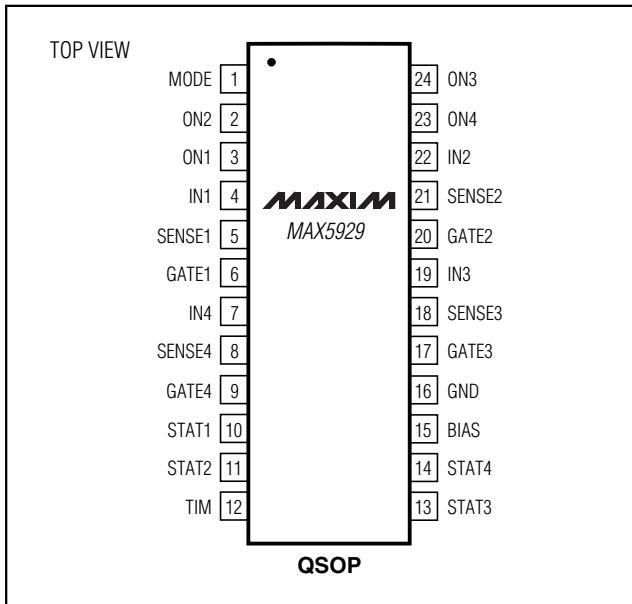 TOP VIEW
MODE 1
ON2 2
ON1 3
IN1 4
SENSE1 5
GATE1 6
IN4 7
SENSE4 8
GATE4 9
STAT1 10
STAT2 11
TIM 12
MAXIM
MAX5929
24 ON3
23 ON4
22 IN2
21 SENSE2
20 GATE2
19 IN3
18 SENSE3
17 GATE3
16 GND
15 BIAS
14 STAT4
13 STAT3
QSOP